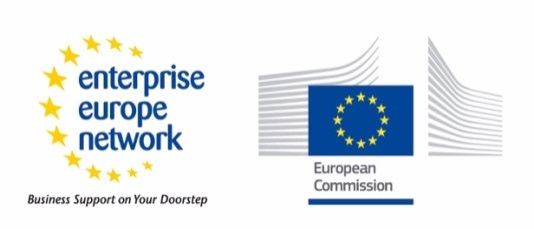 enterprise
europe
network
Business Support on Your Doorstep
European
Commission